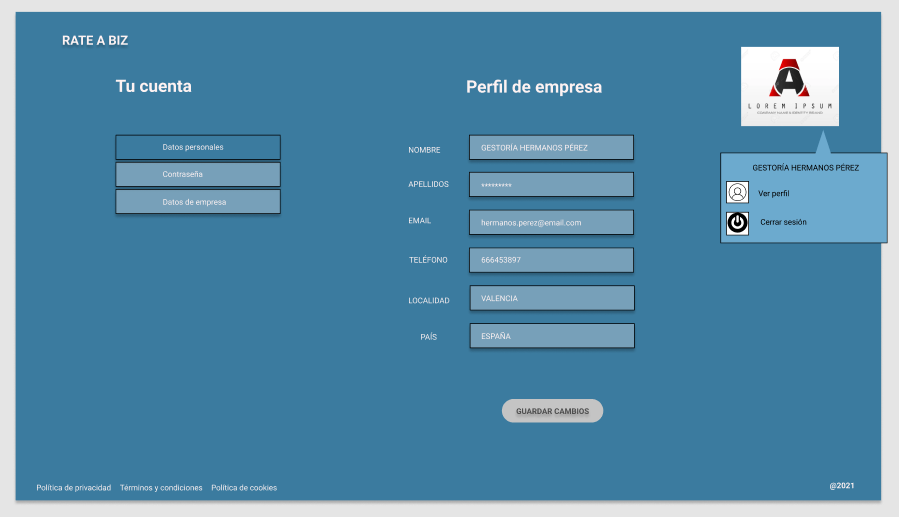 RATE A BIZ
Tu cuenta
Datos personales
Contraseña
Datos de empresa
Perfil de empresa
NOMBRE
GESTORÍA HERMANOS PÉREZ
APELLIDOS
*********
EMAIL
hermanos.perez@email.com
TELÉFONO
666453897
LOCALIDAD
VALENCIA
PAÍS
ESPAÑA
GUARDAR CAMBIOS
LOREM IPSUM
GESTORÍA HERMANOS PÉREZ
Ver perfil
Cerrar sesión
Política de privacidad Términos y condiciones Política de cookies
@2021